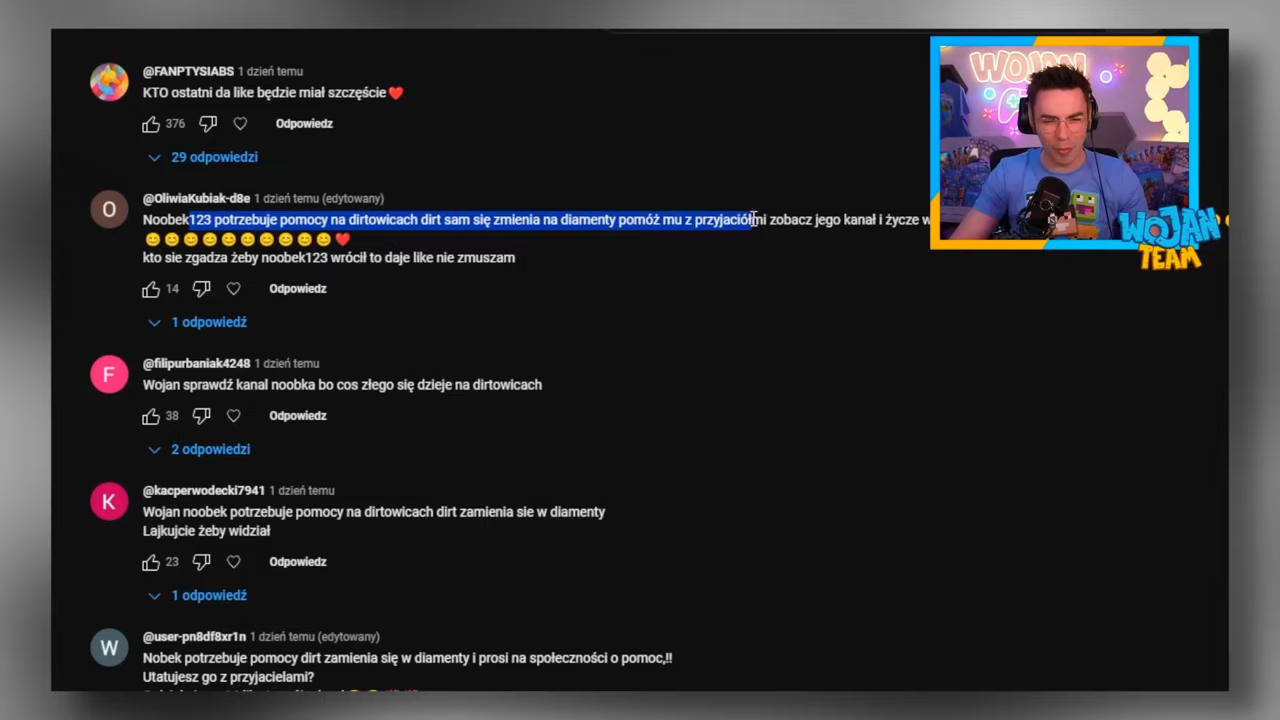 @FANPTYSIABS 1 dzień temu
KTO ostatni da like będzie miał szczęście❤️
376 Odpowiedz
29 odpowiedzi
O
@OliwiaKubiak-d8e 1 dzień temu (edytowany)
Noobek123 potrzebuje pomocy na dirtowicach dirt sam się zmienia na diamenty pomóż mu z przyjaciółmi zobacz jego kanał i życze w
😊😊😊😊😊😊😊😊😊😊❤️
kto sie zgadza żeby noobek123 wrócił to daje like nie zmuszam
14 Odpowiedz
1 odpowiedź
F
@filipurbaniak4248 1 dzień temu
Wojan sprawdź kanal noobka bo cos złego się dzieje na dirtowicach
38 Odpowiedz
2 odpowiedzi
K
@kacperwodecki7941 1 dzień temu
Wojan noobek potrzebuje pomocy na dirtowicach dirt zamienia sie w diamenty
Lajkujcie żeby widział
23 Odpowiedz
1 odpowiedź
W
@user-pn8df8xr1n 1 dzień temu (edytowany)
Nobek potrzebuje pomocy dirt zamienia się w diamenty i prosi na społeczności o pomoc,!!
Utatujesz go z przyjacielami?
WOJAN
WOJAN
TEAM